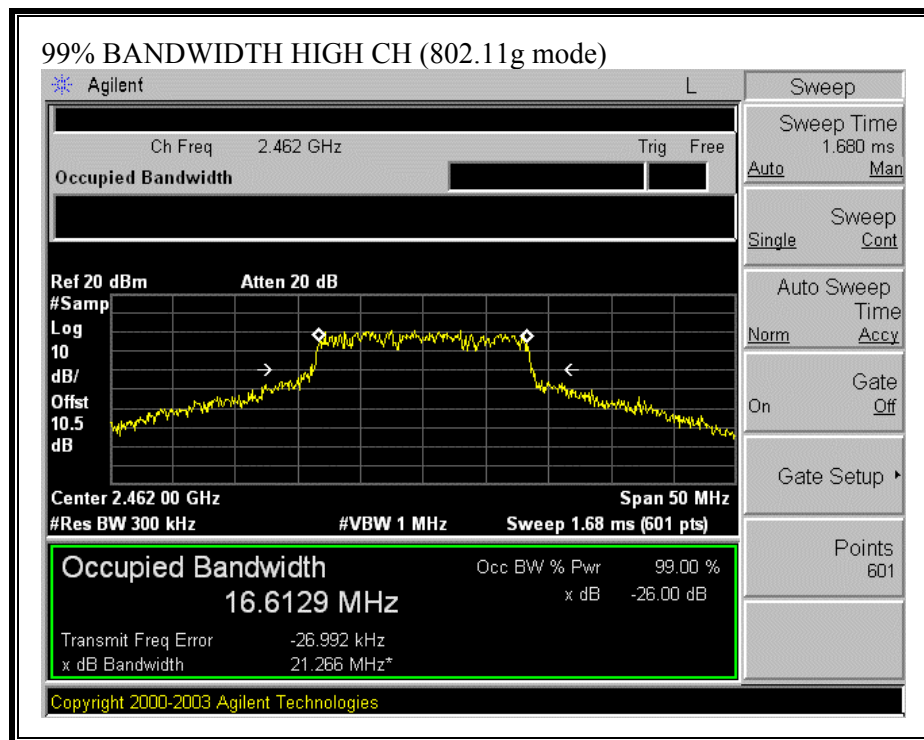 99% BANDWIDTH HIGH CH (802.11g mode)
Agilent L Sweep
Ch Freq 2.462 GHz Trig Free
Occupied Bandwidth
Sweep Time
1.680 ms
Auto Man
Sweep
Single Cont
Auto Sweep
Time
Norm Accy
Gate
On Off
Gate Setup
Points
601
Ref 20 dBm Atten 20 dB
#Samp
Log
10
dB/
Offst
10.5
dB
Center 2.462 00 GHz Span 50 MHz
#Res BW 300 kHz #VBW 1 MHz Sweep 1.68 ms (601 pts)
Occupied Bandwidth Occ BW % Pwr 99.00 %
16.6129 MHz x dB -26.00 dB
Transmit Freq Error -26.992 kHz
x dB Bandwidth 21.266 MHz*
Copyright 2000-2003 Agilent Technologies